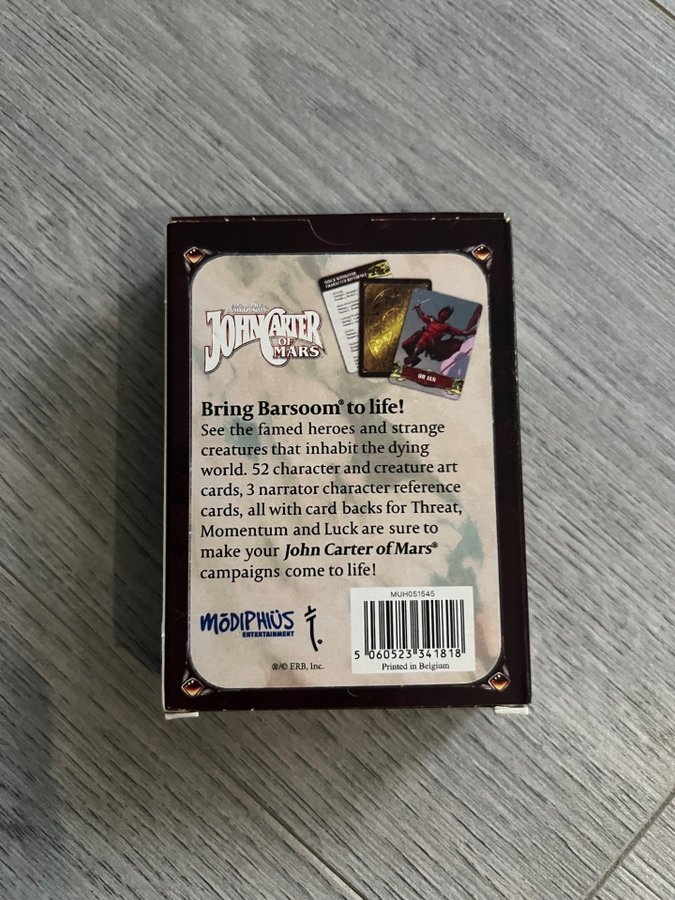 JOHN CARTER
OF
MARS
UR JAN
Bring Barsoom® to life!
See the famed heroes and strange
creatures that inhabit the dying
world. 52 character and creature art
cards, 3 narrator character reference
cards, all with card backs for Threat,
Momentum and Luck are sure to
make your John Carter of Mars®
campaigns come to life!
MŌDIPHIÜS
ENTERTAINMENT
®/© ERB, Inc.
MUH051545
5 060523 341818
Printed in Belgium